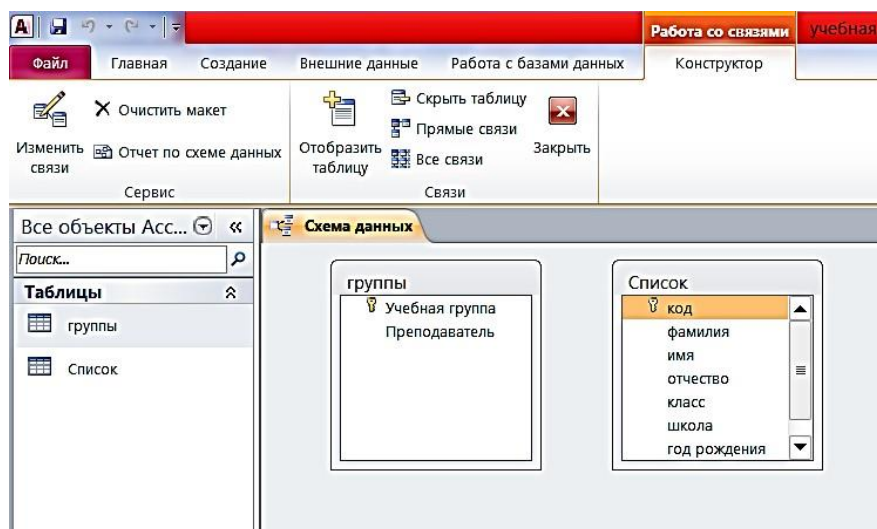 Работа со связями
учебная
Файл
Главная
Создание
Внешние данные
Работа с базами данных
Конструктор
Изменить связи
Очистить макет
Отчет по схеме данных
Сервис
Отобразить таблицу
Скрыть таблицу
Прямые связи
Все связи
Закрыть
Связи
Все объекты Acc...
Поиск...
Таблицы
группы
Список
Схема данных
группы
Учебная группа
Преподаватель
Список
код
фамилия
имя
отчество
класс
школа
год рождения